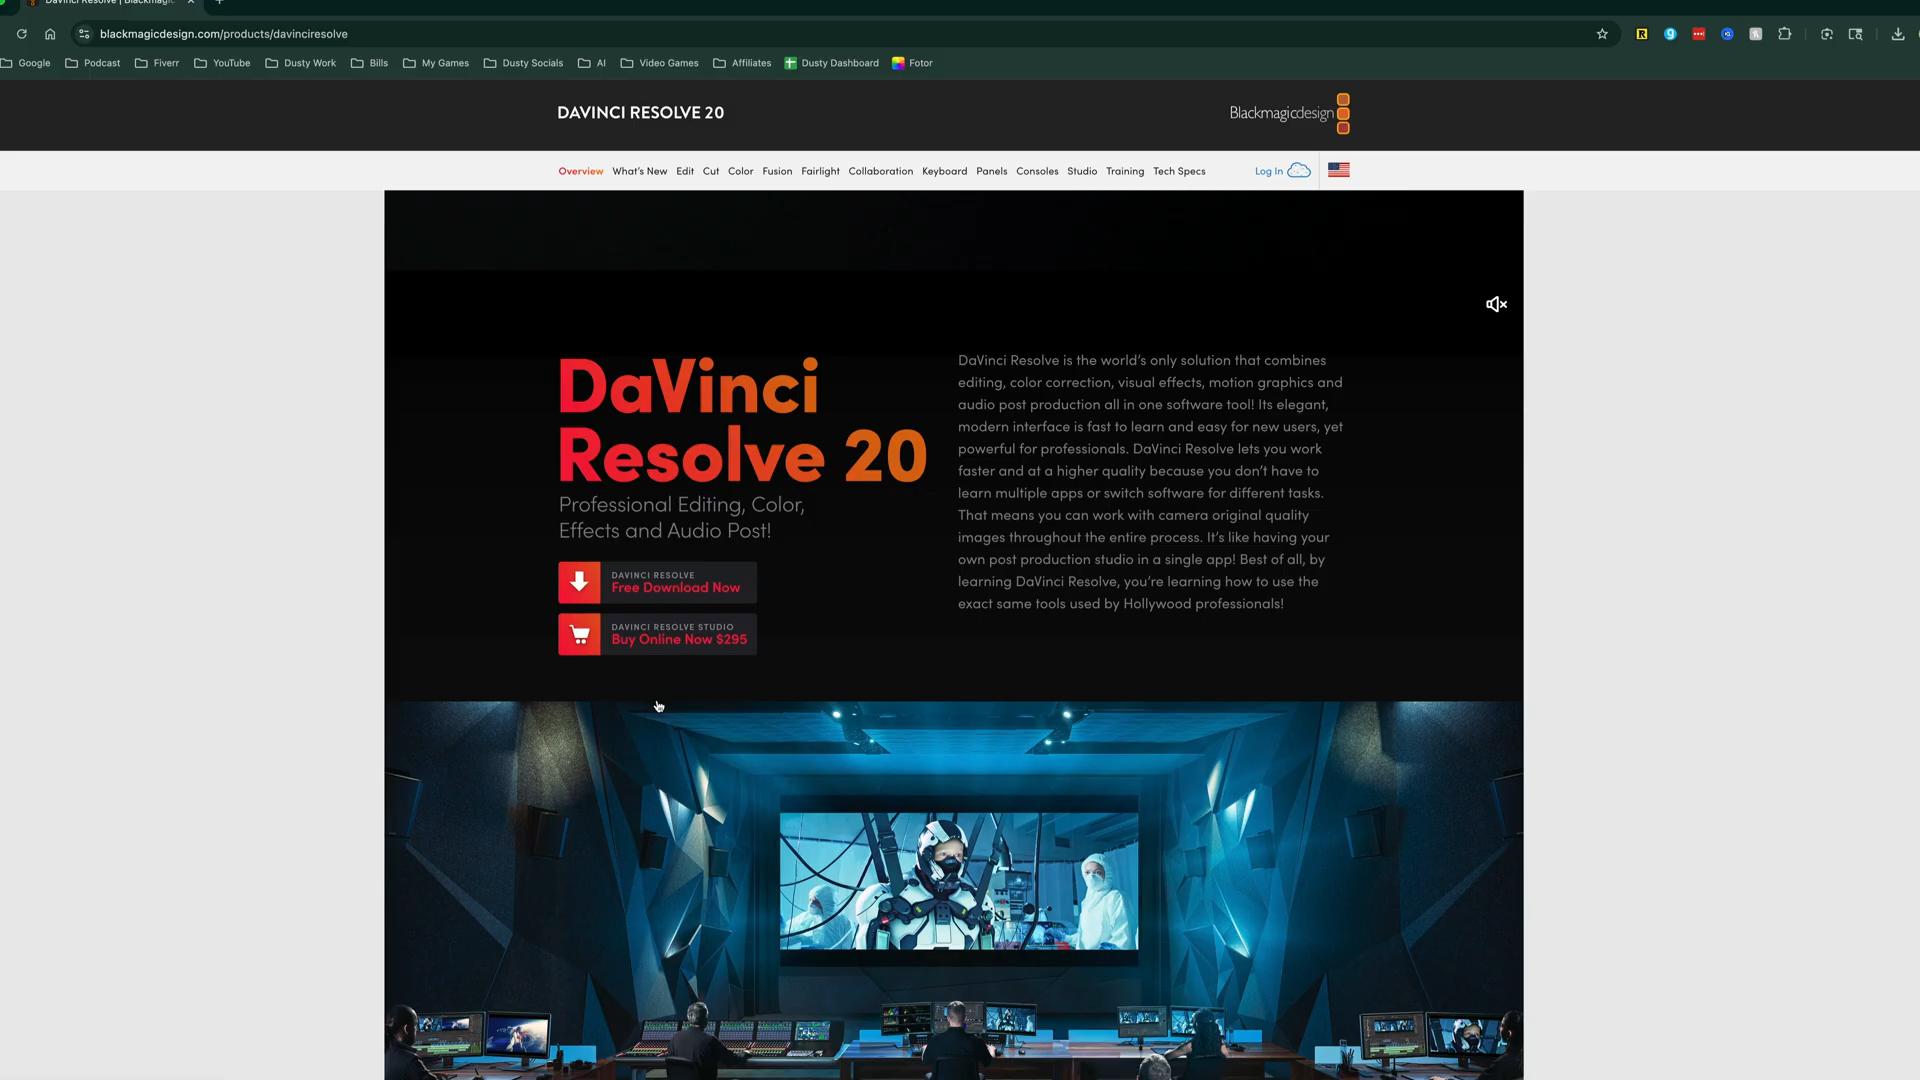 DaVinci Resolve | Blackmagic
blackmagicdesign.com/products/davinciresolve
Google Podcast Fiverr YouTube Dusty Work Bills My Games Dusty Socials AI Video Games Affiliates Dusty Dashboard Fotor
DAVINCI RESOLVE 20
Blackmagicdesign
Overview What's New Edit Cut Color Fusion Fairlight Collaboration Keyboard Panels Consoles Studio Training Tech Specs Log In
DaVinci
Resolve 20
Professional Editing, Color,
Effects and Audio Post!
DAVINCI RESOLVE
Free Download Now
DAVINCI RESOLVE STUDIO
Buy Online Now $295
DaVinci Resolve is the world's only solution that combines
editing, color correction, visual effects, motion graphics and
audio post production all in one software tool! Its elegant,
modern interface is fast to learn and easy for new users, yet
powerful for professionals. DaVinci Resolve lets you work
faster and at a higher quality because you don't have to
learn multiple apps or switch software for different tasks.
That means you can work with camera original quality
images throughout the entire process. It's like having your
own post production studio in a single app! Best of all, by
learning DaVinci Resolve, you're learning how to use the
exact same tools used by Hollywood professionals!